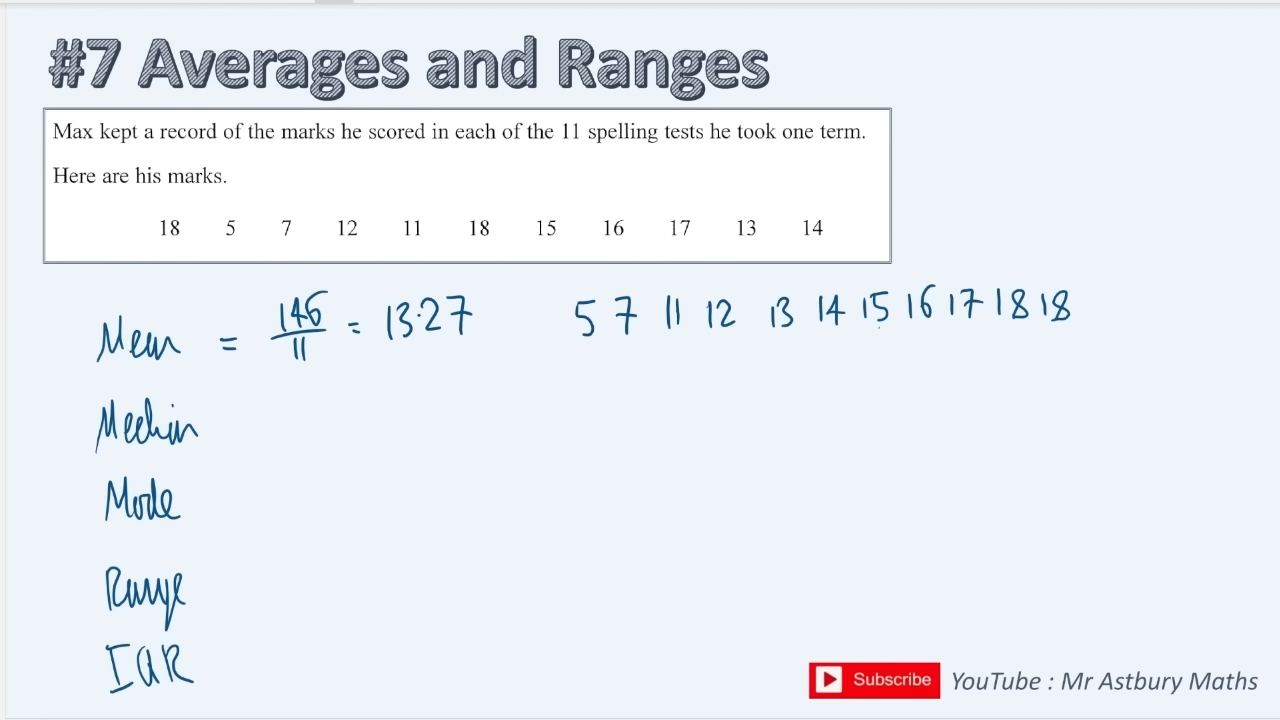 #7 Averages and Ranges
Max kept a record of the marks he scored in each of the 11 spelling tests he took one term.
Here are his marks.
18 5 7 12 11 18 15 16 17 13 14
Mean = 146/11 = 13.27 5 7 11 12 13 14 15 16 17 18 18
Median
Mode
Range
IQR
Subscribe YouTube : Mr Astbury Maths